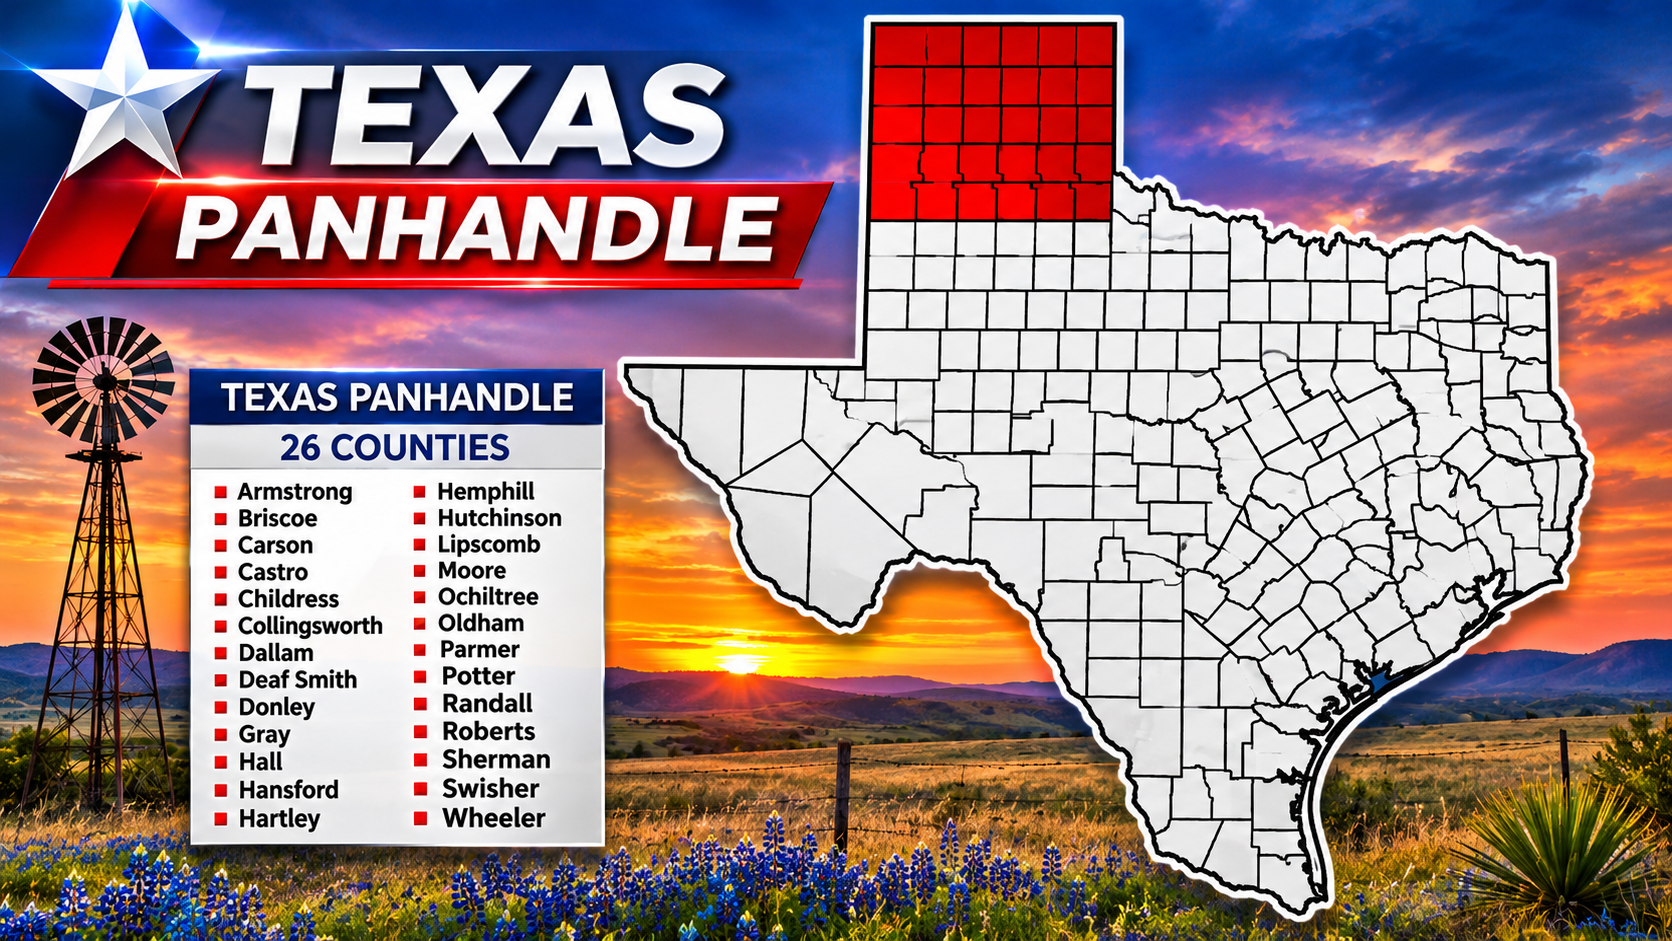 TEXAS
PANHANDLE
TEXAS PANHANDLE
26 COUNTIES
Armstrong
Briscoe
Carson
Castro
Childress
Collingsworth
Dallam
Deaf Smith
Donley
Gray
Hall
Hansford
Hartley
Hemphill
Hutchinson
Lipscomb
Moore
Ochiltree
Oldham
Parmer
Potter
Randall
Roberts
Sherman
Swisher
Wheeler